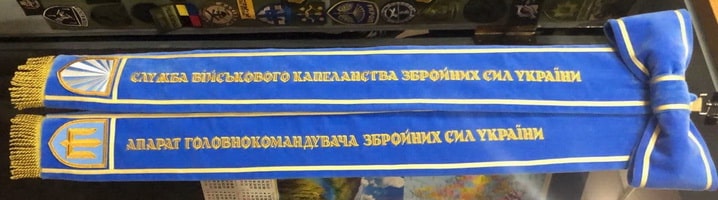 СЛУЖБА ВІЙСЬКОВОГО КАПЕЛАНСТВА ЗБРОЙНИХ СИЛ УКРАЇНИ
АПАРАТ ГОЛОВНОКОМАНДУВАЧА ЗБРОЙНИХ СИЛ УКРАЇНИ